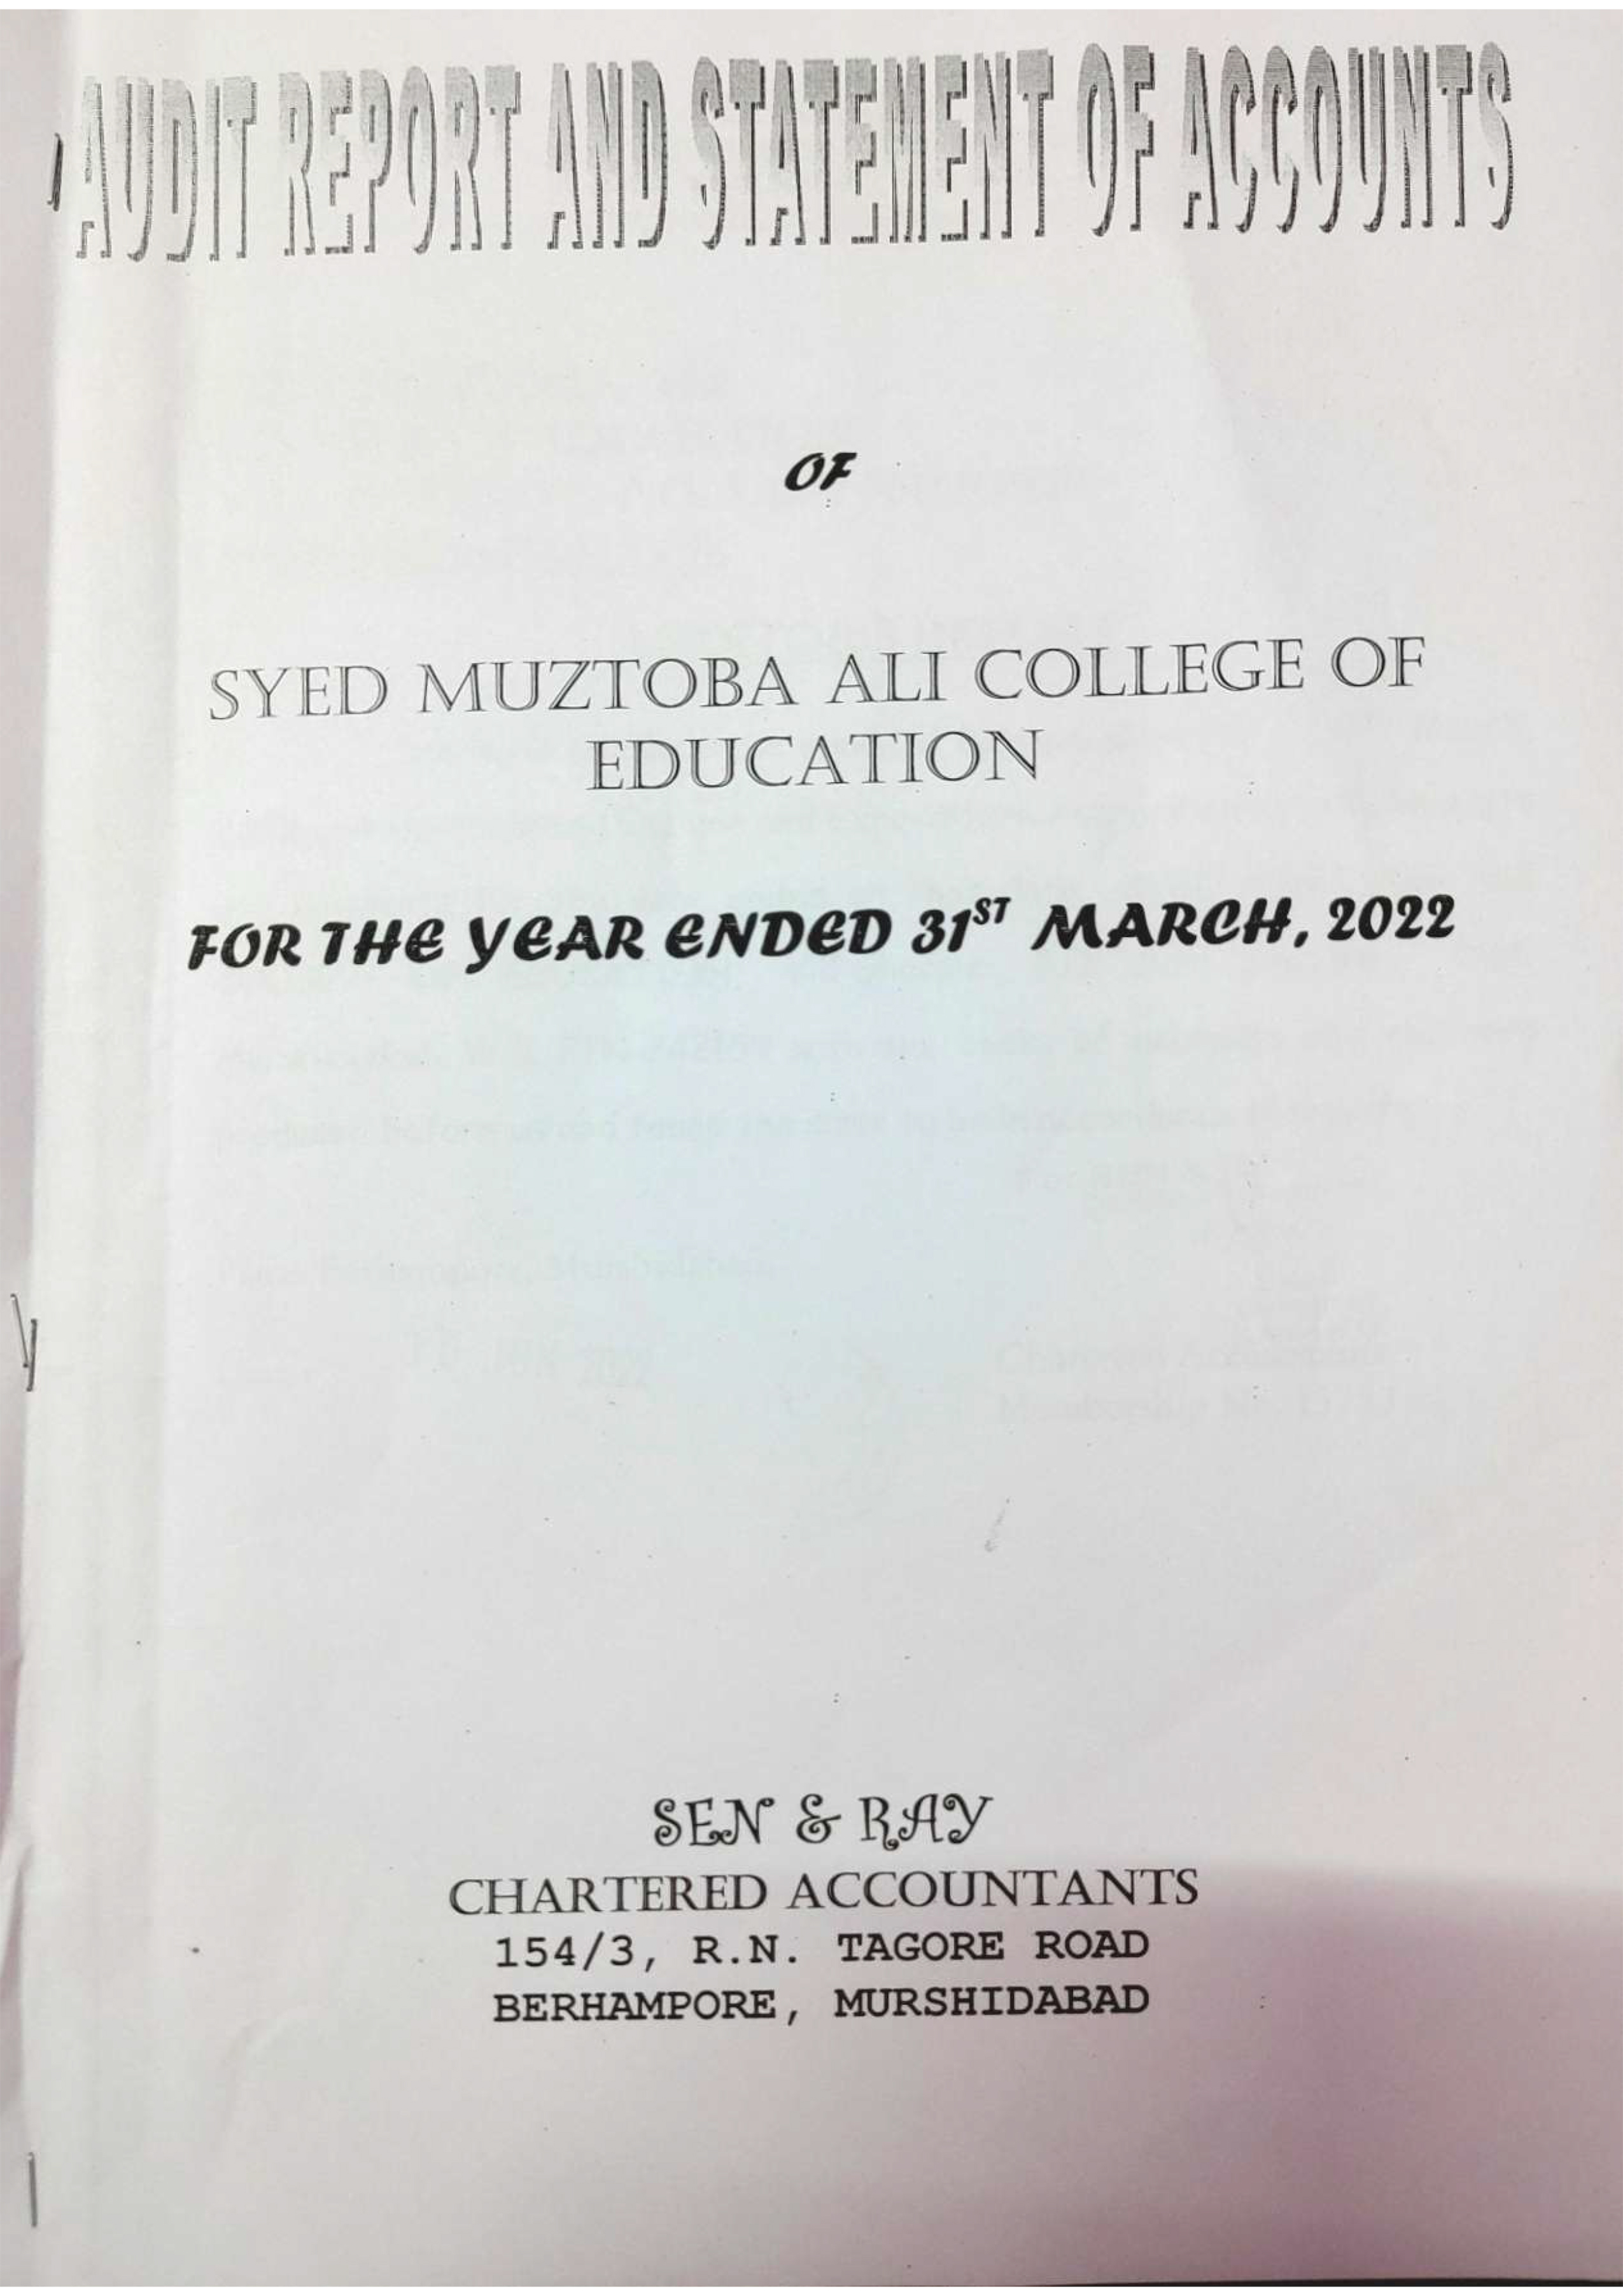 AUDIT REPORT AND STATEMENT OF ACCOUNTS
OF
SYED MUZTOBA ALI COLLEGE OF
EDUCATION
FOR THE YEAR ENDED 31ST MARCH, 2022
SEN & RAY
CHARTERED ACCOUNTANTS
154/3, R.N. TAGORE ROAD
BERHAMPORE, MURSHIDABAD